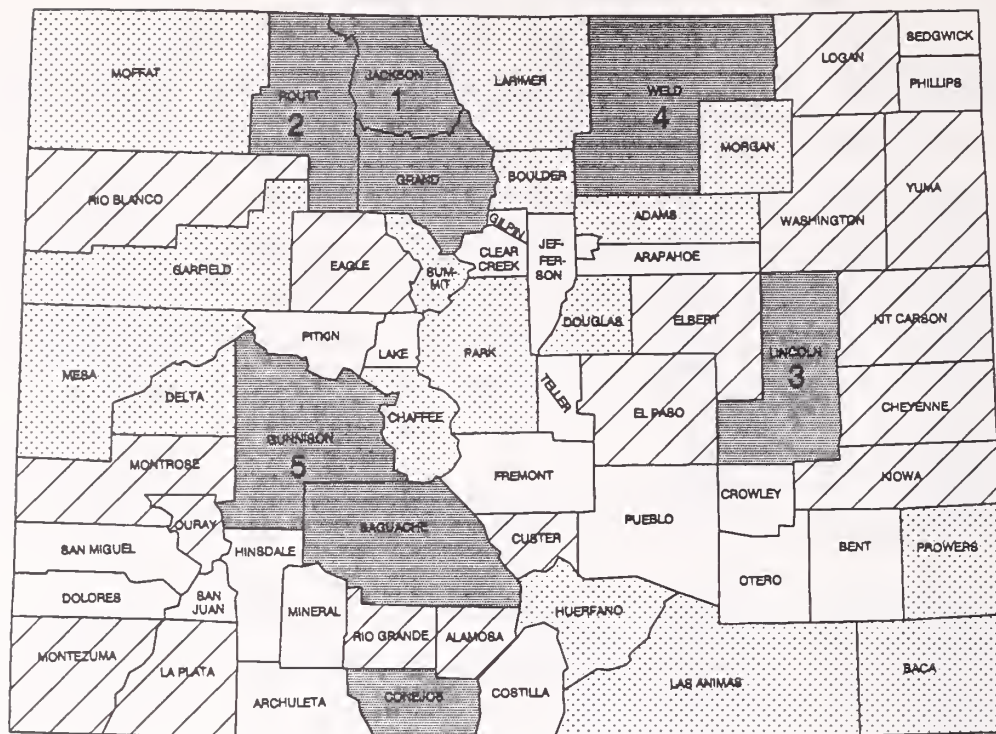 SEDGWICK
LOGAN
MOFFAT
JACKSON
1
LARIMER
WELD
4
PHILLIPS
ROUTT
2
MORGAN
GRAND
BOULDER
RIO BLANCO
YUMA
ADAMS
WASHINGTON
GILPIN
CLEAR
CREEK
JEF-
FER-
SON
ARAPAHOE
GARFIELD
EAGLE
SUM-
MIT
DOUGLAS
ELBERT
KIT CARSON
PITKIN
LAKE
PARK
LINCOLN
3
MESA
DELTA
CHAFFEE
TELLER
EL PASO
CHEYENNE
GUNNISON
5
MONTROSE
FREMONT
CROWLEY
KIOWA
OURAY
SAGUACHE
PUEBLO
CUSTER
SAN MIGUEL
HINSDALE
BENT
PROWERS
OTERO
DOLORES
SAN
JUAN
MINERAL
HUERFANO
RIO GRANDE
ALAMOSA
MONTEZUMA
LA PLATA
LAS ANIMAS
BACA
ARCHULETA
CONEJOS
COSTILLA